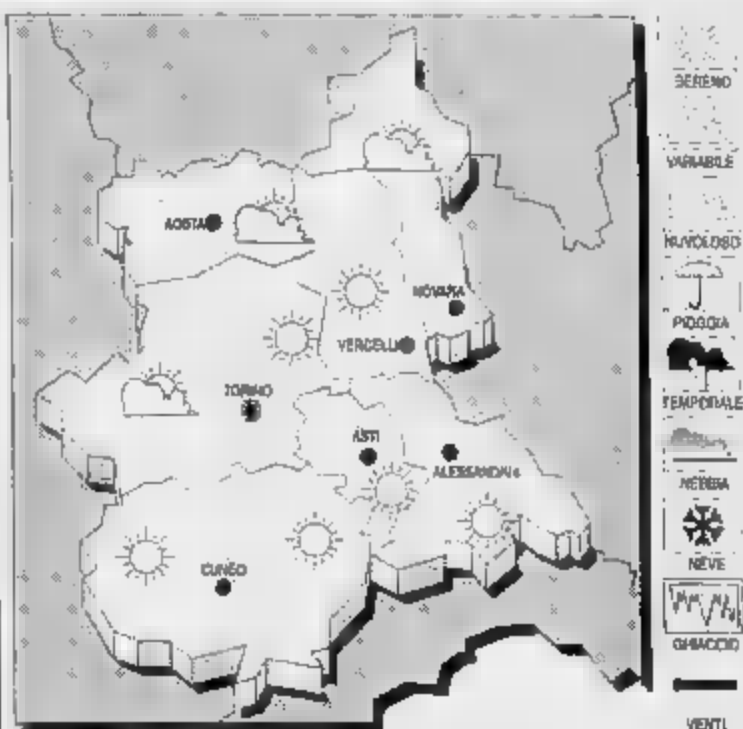 AOSTA
NOVARA
VERCELLI
TORINO
ASTI
ALESSANDRIA
CUNEO
SERENO
VARIABILE
NUVOLOSO
PIOGGIA
TEMPORALE
NEBBIA
NEVE
GHIACCIO
VENTI